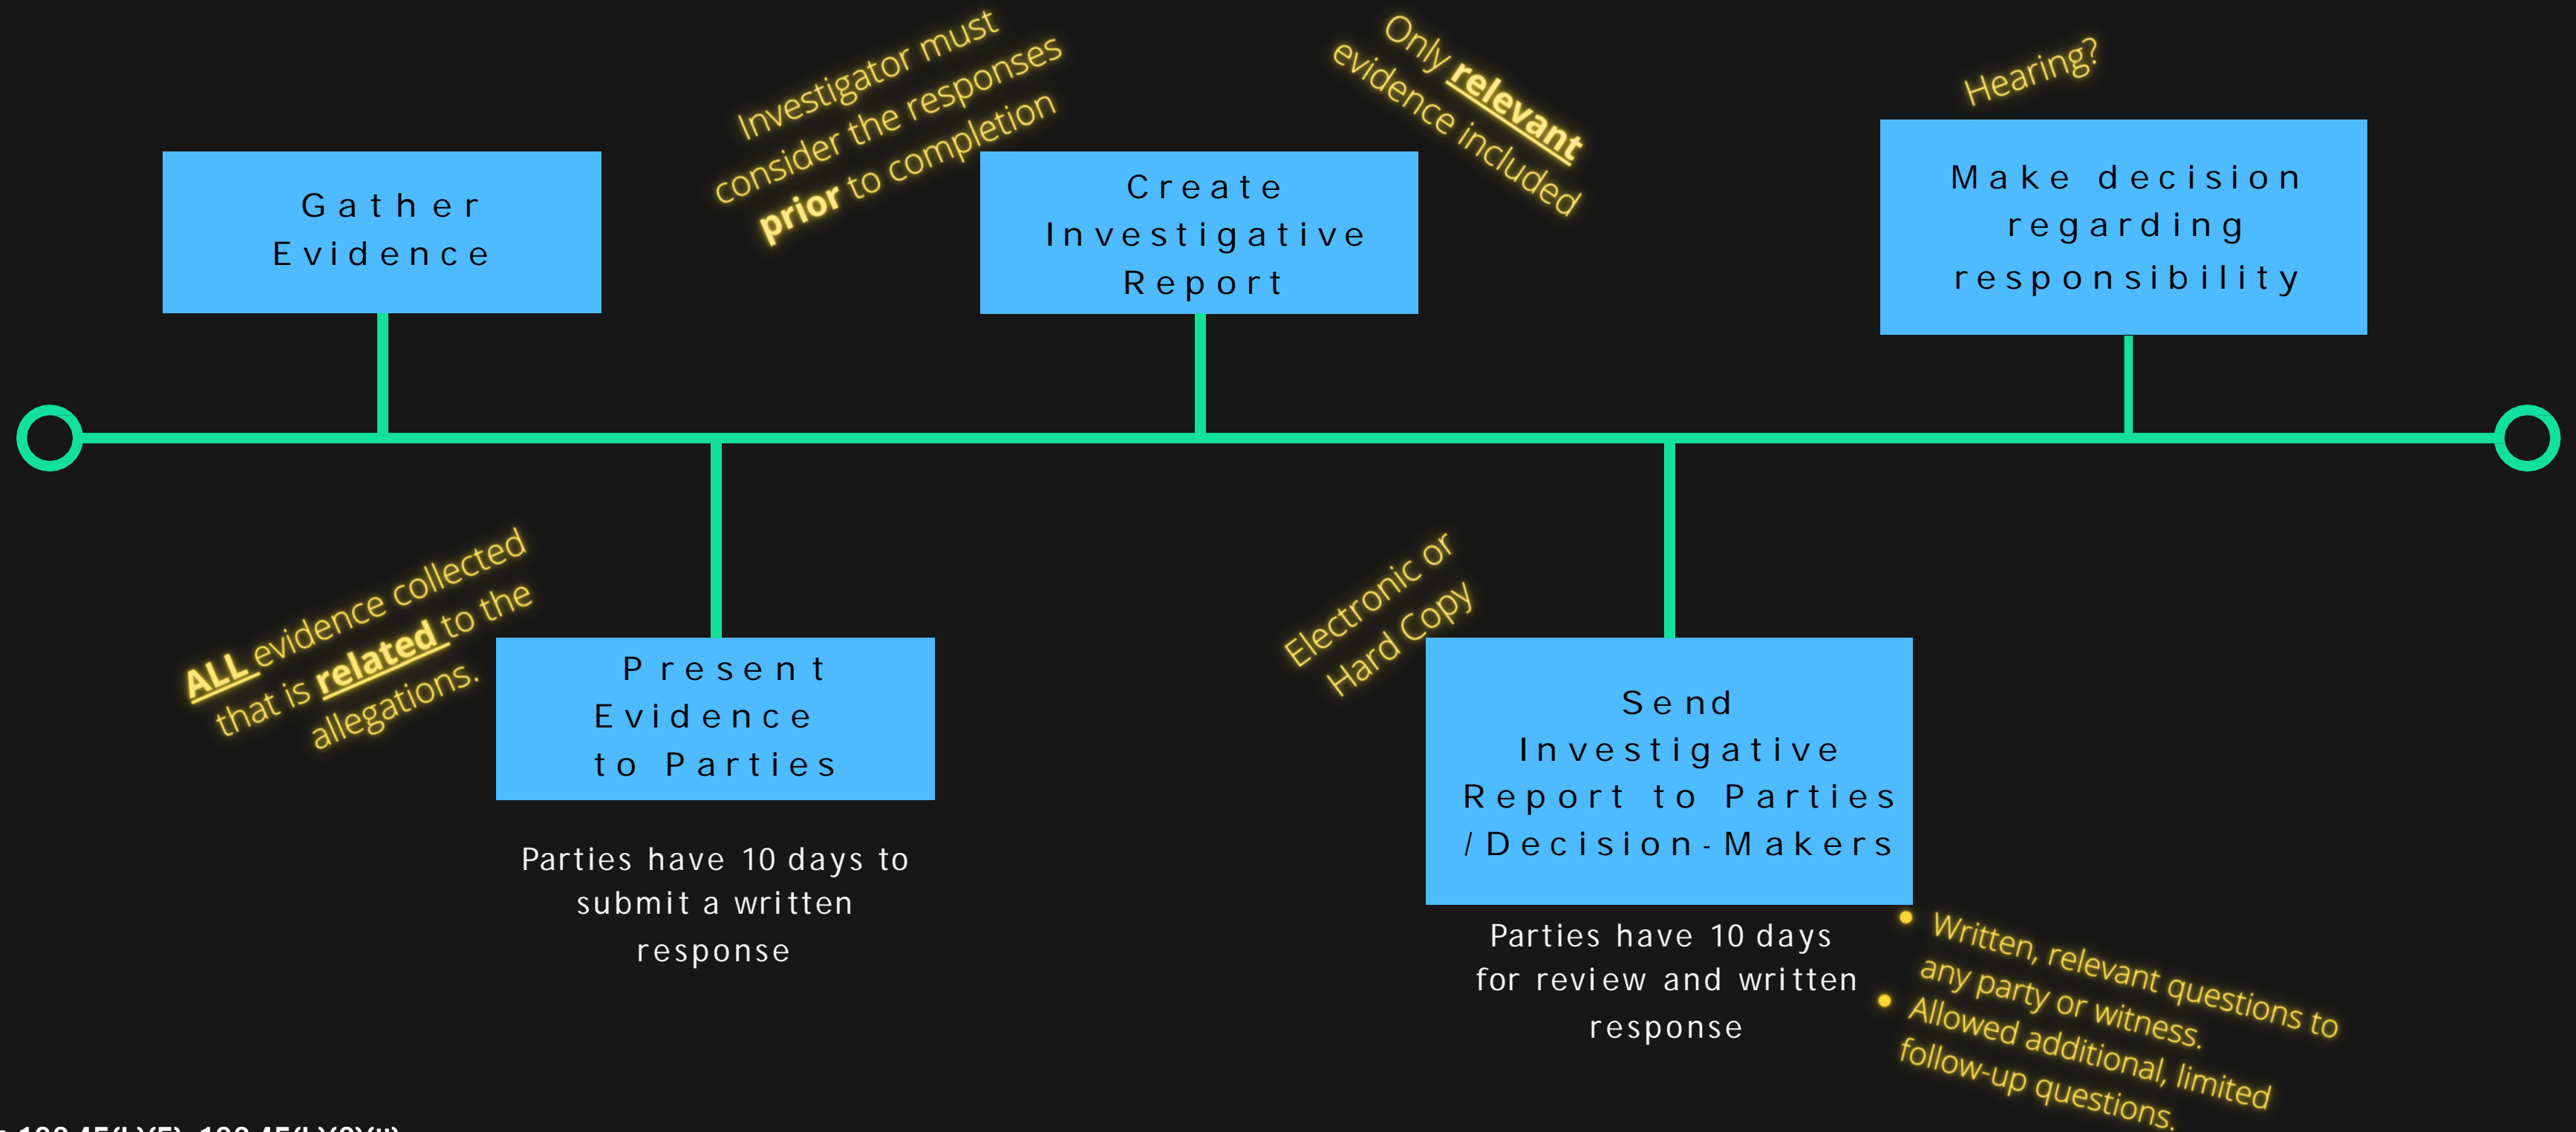 Investigator must
consider the responses
prior to completion
Only relevant
evidence included
Hearing?
Gather
Evidence
Create
Investigative
Report
Make decision
regarding
responsibility
ALL evidence collected
that is related to the
allegations.
Present
Evidence
to Parties
Parties have 10 days to
submit a written
response
Electronic or
Hard Copy
Send
Investigative
Report to Parties
/Decision-Makers
Parties have 10 days
for review and written
response
• Written, relevant questions to
any party or witness.
• Allowed additional, limited
follow-up questions.